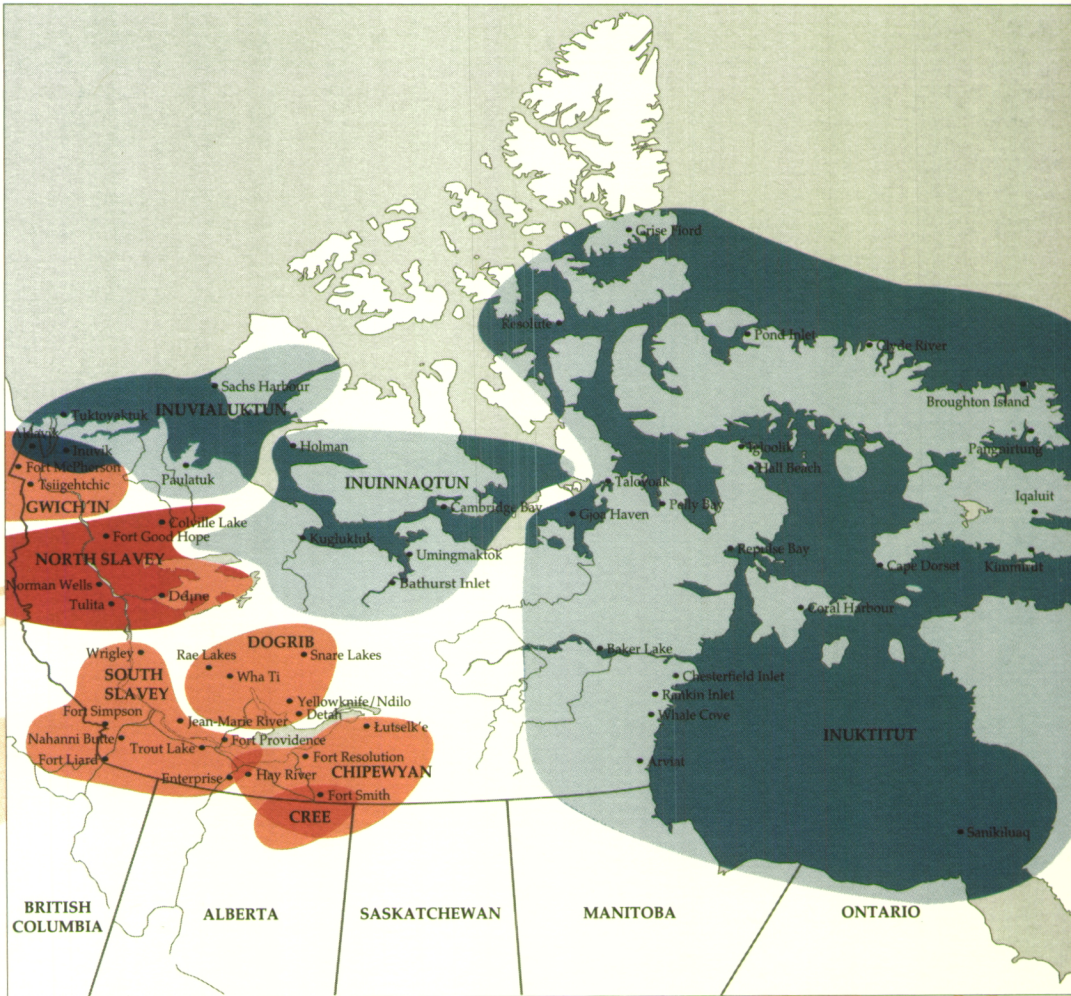 Grise Fiord
Resolute
Pond Inlet
Clyde River
Sachs Harbour
Broughton Island
INUVIALUKTUN
Tuktoyaktuk
Aklavik
Inuvik
Holman
Igloolik
Pangnirtung
Fort McPherson
Hall Beach
Tsiigehtchic
Paulatuk
INUINNAQTUN
Taloyoak
Iqaluit
GWICH'IN
Cambridge Bay
Gjoa Haven
Pelly Bay
Colville Lake
Fort Good Hope
Kugluktuk
NORTH SLAVEY
Umingmaktok
Repulse Bay
Cape Dorset
Kimmirut
Norman Wells
Bathurst Inlet
Tulita
Déline
Coral Harbour
DOGRIB
Wrigley
Rae Lakes
Snare Lakes
Baker Lake
SOUTH
SLAVEY
Wha Ti
Chesterfield Inlet
Rankin Inlet
Yellowknife/Ndilo
Fort Simpson
Jean-Marie River
Detah
Whale Cove
Łutselk'e
Nahanni Butte
Trout Lake
Fort Providence
INUKTITUT
Fort Liard
Fort Resolution
Arviat
Enterprise
Hay River
CHIPEWYAN
Fort Smith
CREE
Sanikiluaq
BRITISH
COLUMBIA
ALBERTA
SASKATCHEWAN
MANITOBA
ONTARIO